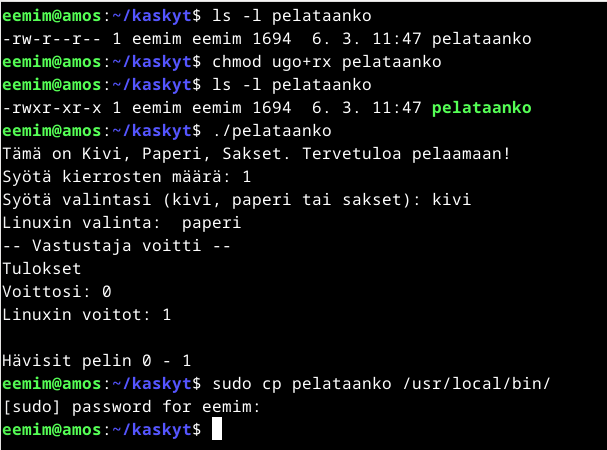 eemim@amos:~/kaskyt$ ls -l pelataanko
-rw-r--r-- 1 eemim eemim 1694  6. 3. 11:47 pelataanko
eemim@amos:~/kaskyt$ chmod ugo+rx pelataanko
eemim@amos:~/kaskyt$ ls -l pelataanko
-rwxr-xr-x 1 eemim eemim 1694  6. 3. 11:47 pelataanko
eemim@amos:~/kaskyt$ ./pelataanko
Tämä on Kivi, Paperi, Sakset. Tervetuloa pelaamaan!
Syötä kierrosten määrä: 1
Syötä valintasi (kivi, paperi tai sakset): kivi
Linuxin valinta:  paperi
-- Vastustaja voitti --
Tulokset
Voittosi: 0
Linuxin voitot: 1

Hävisit pelin 0 - 1
eemim@amos:~/kaskyt$ sudo cp pelataanko /usr/local/bin/
[sudo] password for eemim:
eemim@amos:~/kaskyt$